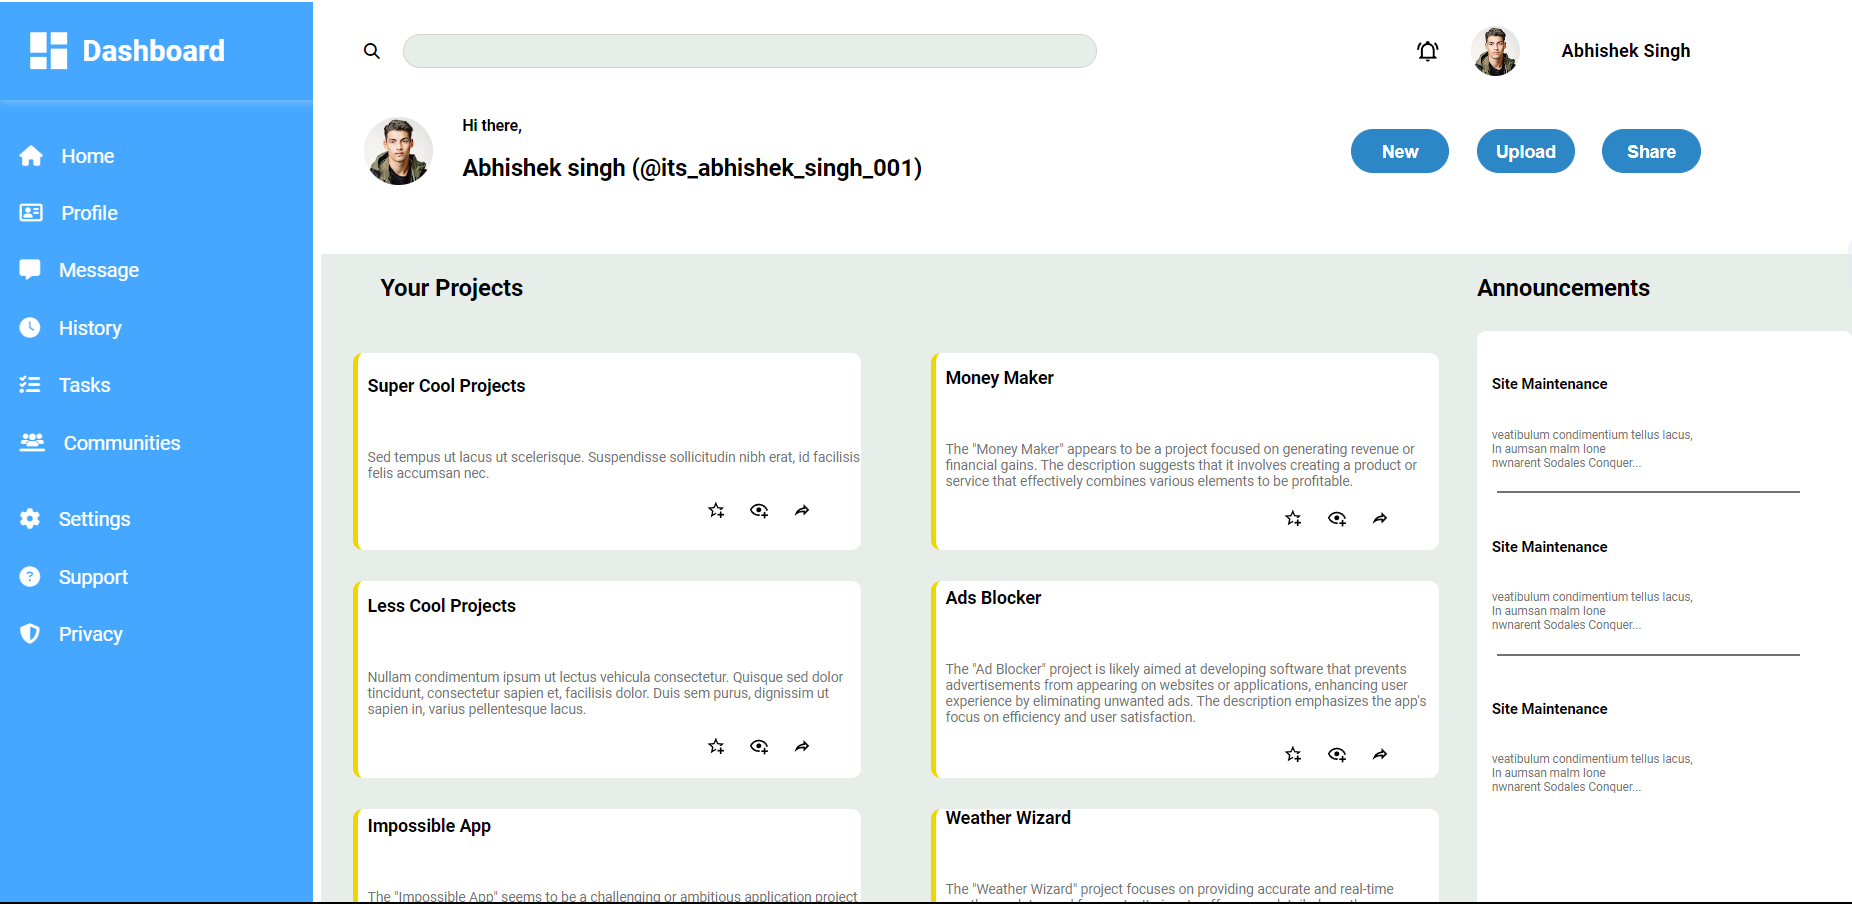 Dashboard
Home
Profile
Message
History
Tasks
Communities
Settings
Support
Privacy
Abhishek Singh
Hi there,
Abhishek singh (@its_abhishek_singh_001)
New
Upload
Share
Your Projects
Super Cool Projects
Sed tempus ut lacus ut scelerisque. Suspendisse sollicitudin nibh erat, id facilisis
felis accumsan nec.
Money Maker
The "Money Maker" appears to be a project focused on generating revenue or
financial gains. The description suggests that it involves creating a product or
service that effectively combines various elements to be profitable.
Less Cool Projects
Nullam condimentum ipsum ut lectus vehicula consectetur. Quisque sed dolor
tincidunt, consectetur sapien et, facilisis dolor. Duis sem purus, dignissim ut
sapien in, varius pellentesque lacus.
Ads Blocker
The "Ad Blocker" project is likely aimed at developing software that prevents
advertisements from appearing on websites or applications, enhancing user
experience by eliminating unwanted ads. The description emphasizes the app's
focus on efficiency and user satisfaction.
Impossible App
The "Impossible App" seems to be a challenging or ambitious application project
Weather Wizard
The "Weather Wizard" project focuses on providing accurate and real-time
Announcements
Site Maintenance
veatibulum condimentium tellus lacus,
In aumsan malm lone
nwnarent Sodales Conquer...
Site Maintenance
veatibulum condimentium tellus lacus,
In aumsan malm lone
nwnarent Sodales Conquer...
Site Maintenance
veatibulum condimentium tellus lacus,
In aumsan malm lone
nwnarent Sodales Conquer...